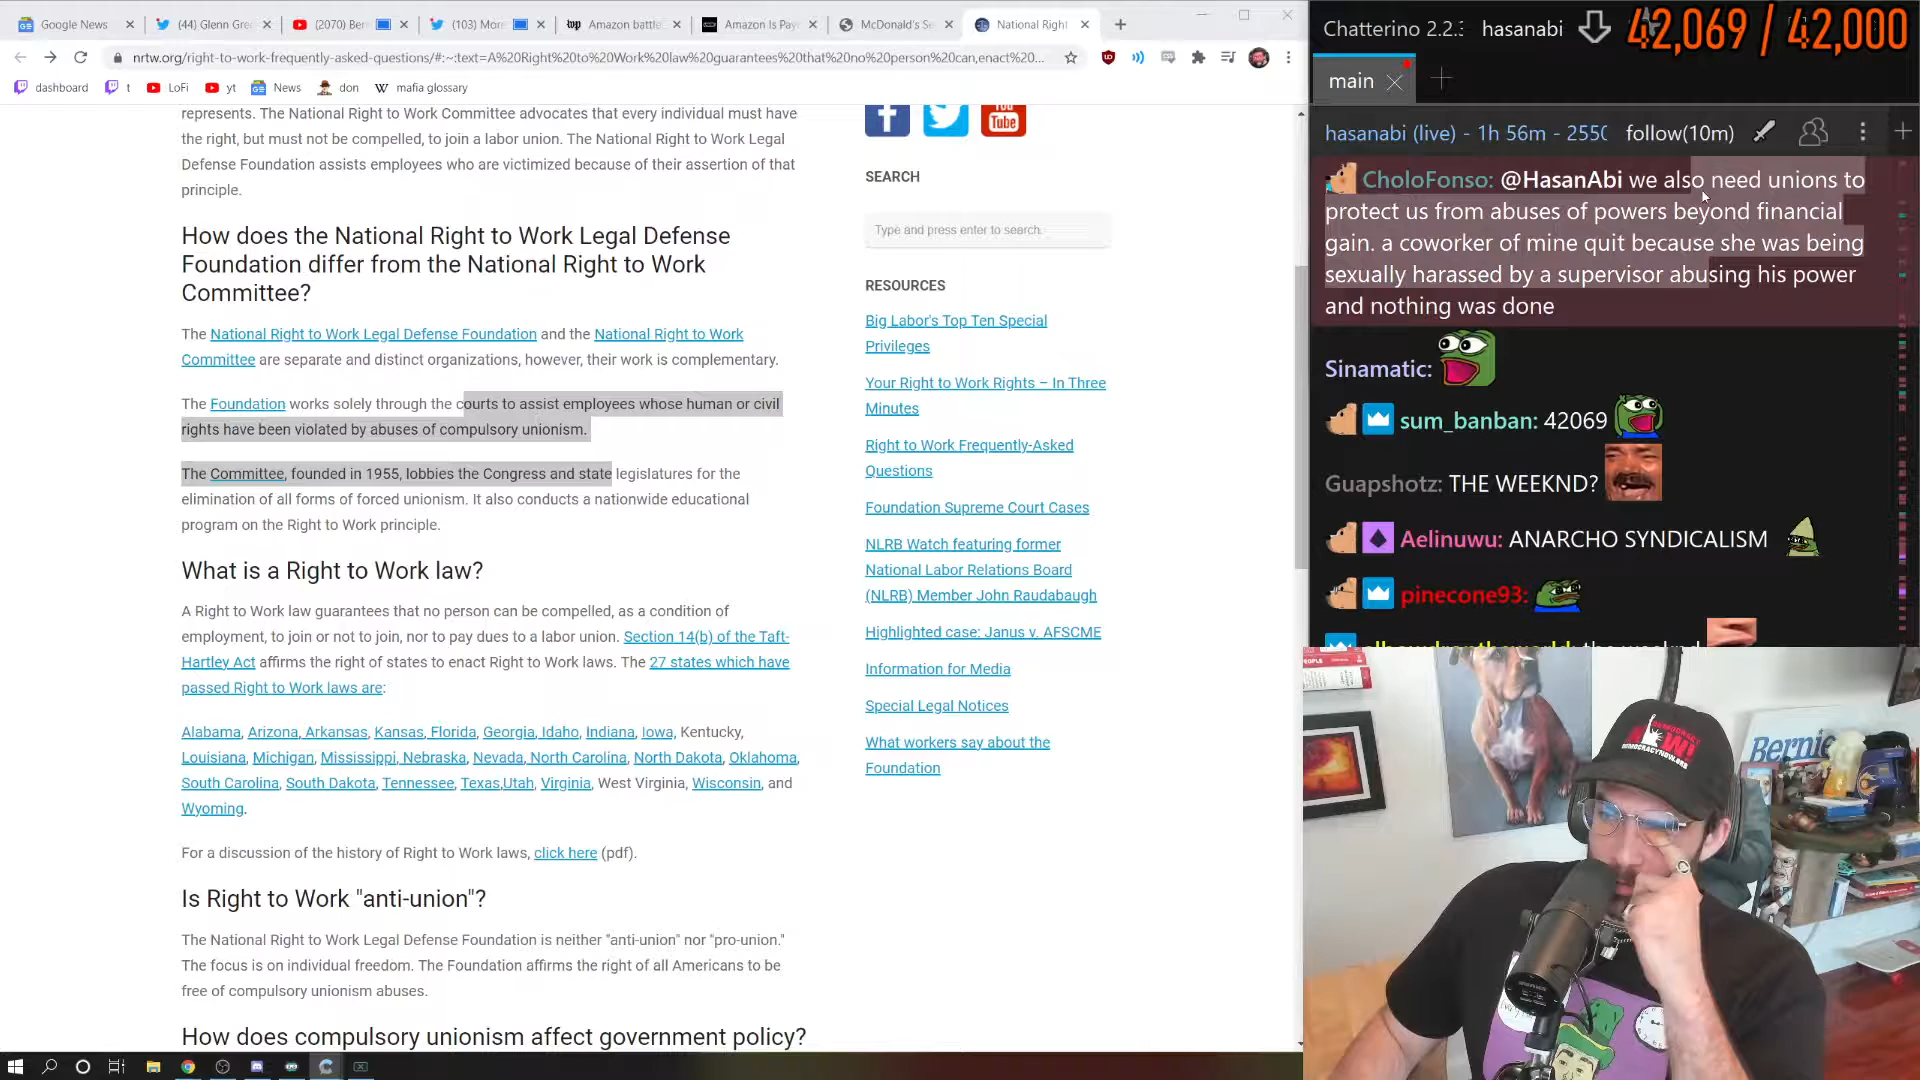 Google News
(44) Glenn Gre
(2070) Ber
(103) More
Amazon battle
Amazon Is Pay
McDonald's Se
National Right
nrtw.org/right-to-work-frequently-asked-questions/#:~:text=A%20Right%20to%20Work%20law%20guarantees%20that%20no%20person%20can,enact%20...
dashboard
t
LoFi
yt
News
don
mafia glossary
represents. The National Right to Work Committee advocates that every individual must have
the right, but must not be compelled, to join a labor union. The National Right to Work Legal
Defense Foundation assists employees who are victimized because of their assertion of that
principle.
How does the National Right to Work Legal Defense
Foundation differ from the National Right to Work
Committee?
The National Right to Work Legal Defense Foundation and the National Right to Work
Committee are separate and distinct organizations, however, their work is complementary.
The Foundation works solely through the courts to assist employees whose human or civil
rights have been violated by abuses of compulsory unionism.
The Committee, founded in 1955, lobbies the Congress and state legislatures for the
elimination of all forms of forced unionism. It also conducts a nationwide educational
program on the Right to Work principle.
What is a Right to Work law?
A Right to Work law guarantees that no person can be compelled, as a condition of
employment, to join or not to join, nor to pay dues to a labor union. Section 14(b) of the Taft-
Hartley Act affirms the right of states to enact Right to Work laws. The 27 states which have
passed Right to Work laws are:
Alabama, Arizona, Arkansas, Kansas, Florida, Georgia, Idaho, Indiana, Iowa, Kentucky,
Louisiana, Michigan, Mississippi, Nebraska, Nevada, North Carolina, North Dakota, Oklahoma,
South Carolina, South Dakota, Tennessee, Texas,Utah, Virginia, West Virginia, Wisconsin, and
Wyoming.
For a discussion of the history of Right to Work laws, click here (pdf).
Is Right to Work "anti-union"?
The National Right to Work Legal Defense Foundation is neither "anti-union" nor "pro-union."
The focus is on individual freedom. The Foundation affirms the right of all Americans to be
free of compulsory unionism abuses.
How does compulsory unionism affect government policy?
You
Tube
SEARCH
Type and press enter to search.
RESOURCES
Big Labor's Top Ten Special
Privileges
Your Right to Work Rights – In Three
Minutes
Right to Work Frequently-Asked
Questions
Foundation Supreme Court Cases
NLRB Watch featuring former
National Labor Relations Board
(NLRB) Member John Raudabaugh
Highlighted case: Janus v. AFSCME
Information for Media
Special Legal Notices
What workers say about the
Foundation
Chatterino 2.2.
hasanabi
42,069 / 42,000
main
hasanabi (live) - 1h 56m - 255
follow(10m)
CholoFonso: @HasanAbi we also need unions to
protect us from abuses of powers beyond financial
gain. a coworker of mine quit because she was being
sexually harassed by a supervisor abusing his power
and nothing was done
Sinamatic:
sum_banban: 42069
Guapshotz: THE WEEKND?
Aelinuwu: ANARCHO SYNDICALISM
pinecone93:
PEOPLE
DEMOCRACY
NOW!
DEMOCRACYNOW.ORG
Bernie